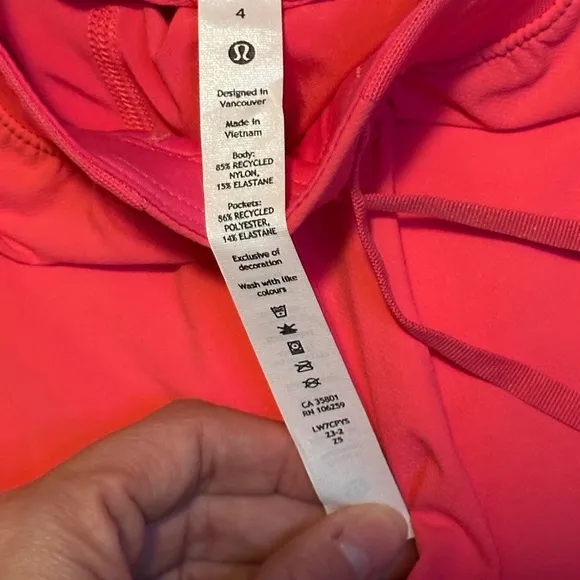 4
Designed in
Vancouver
Made in
Vietnam
Body:
85% RECYCLED
NYLON,
15% ELASTANE
Pockets:
86% RECYCLED
POLYESTER,
14% ELASTANE
Exclusive of
decoration
Wash with like
colours
CA 35801
RN 106259
LW7CPYS
23-2
25